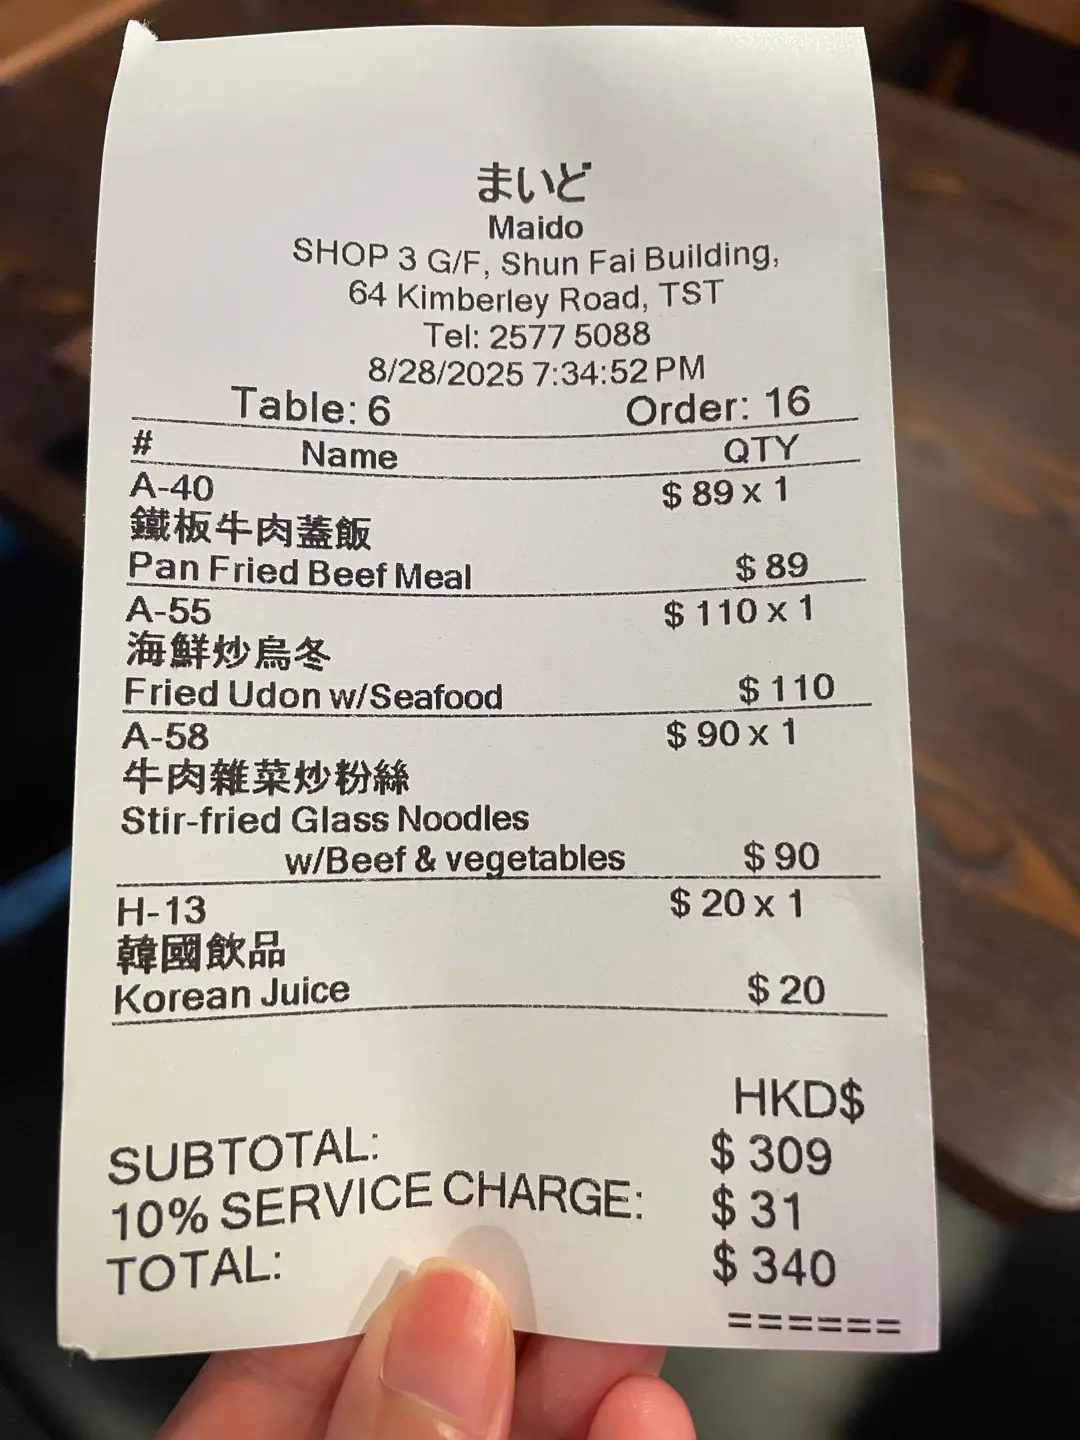 まいど
Maido
SHOP 3 G/F, Shun Fai Building,
64 Kimberley Road, TST
Tel: 2577 5088
8/28/2025 7:34:52 PM
Table: 6 Order: 16
# Name QTY
A-40 $ 89 x 1
鐵板牛肉蓋飯
Pan Fried Beef Meal $ 89
A-55 $ 110 x 1
海鮮炒烏冬
Fried Udon w/Seafood $ 110
A-58 $ 90 x 1
牛肉雜菜炒粉絲
Stir-fried Glass Noodles
w/Beef & vegetables $ 90
H-13 $ 20 x 1
韓國飲品
Korean Juice $ 20
HKD$
SUBTOTAL: $ 309
10% SERVICE CHARGE: $ 31
TOTAL: $ 340
======